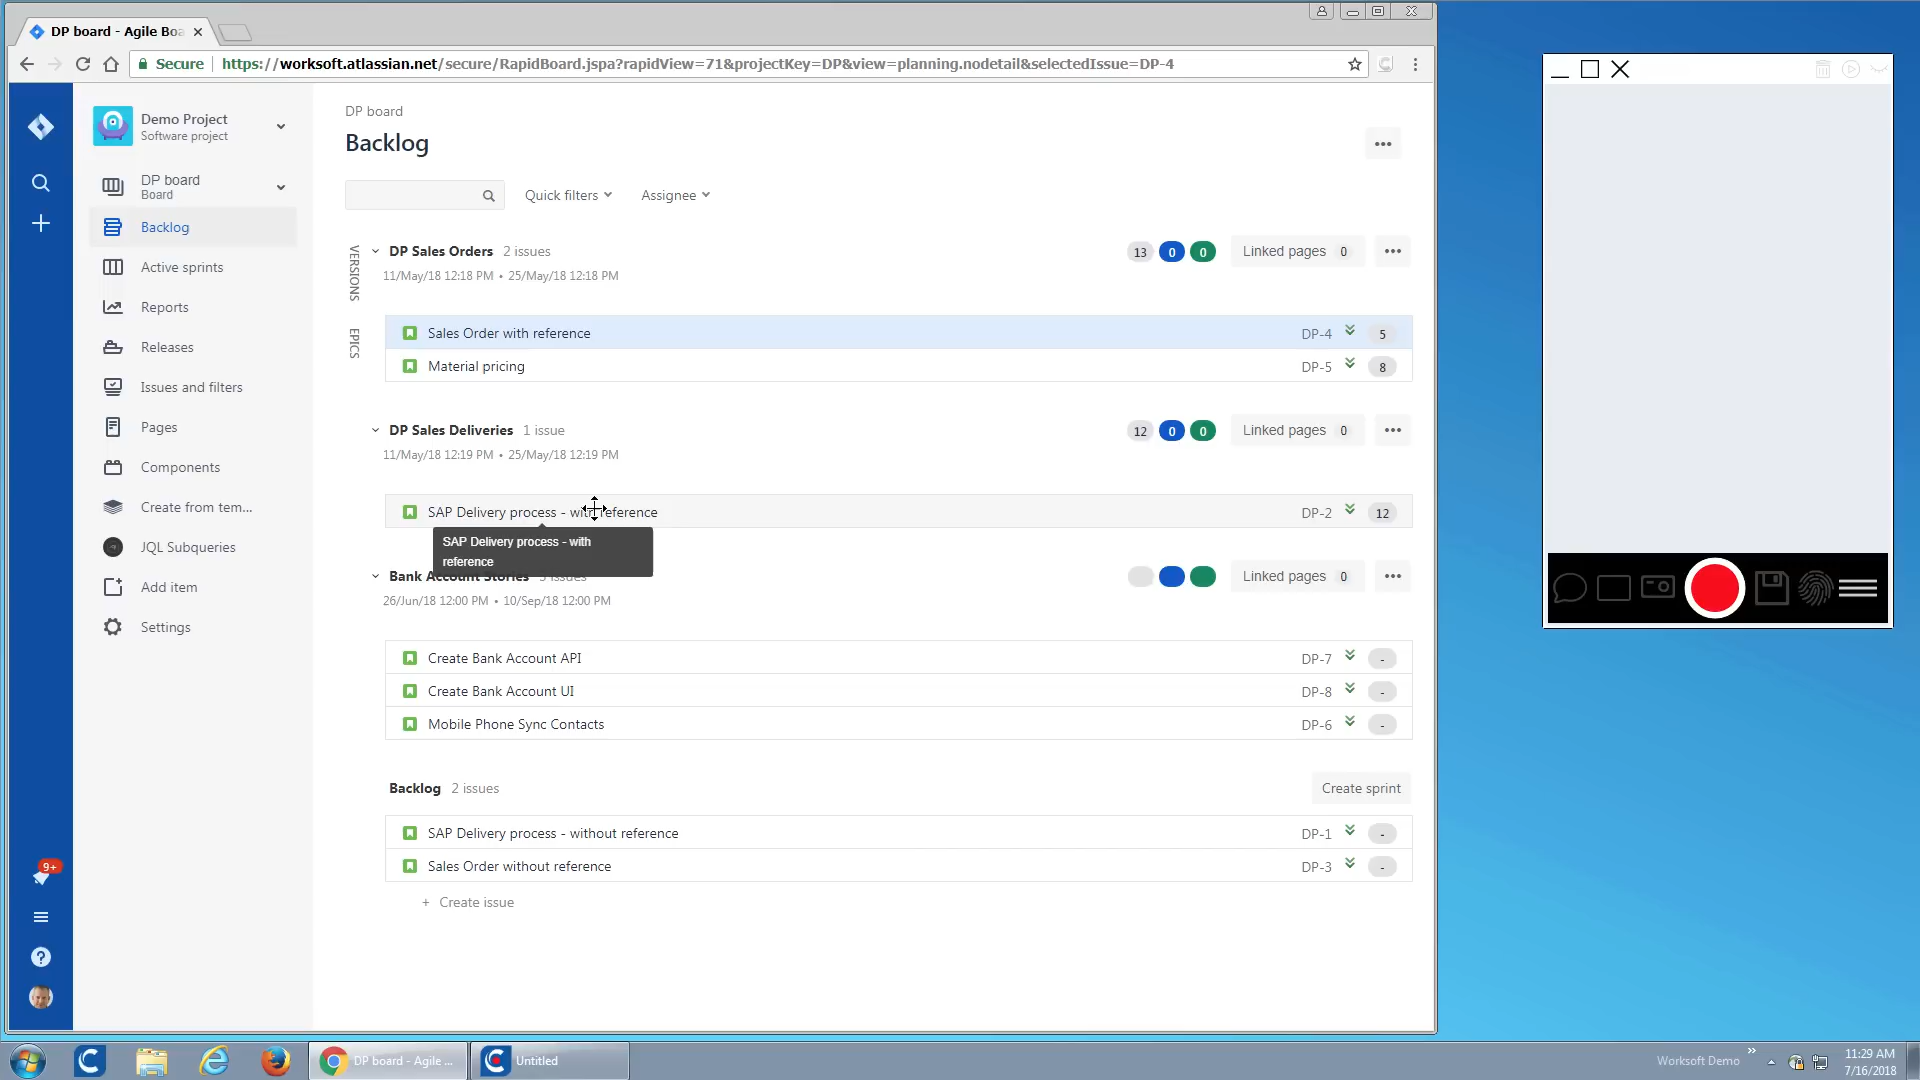 DP board - Agile Boa
Secure
https://worksoft.atlassian.net/secure/RapidBoard.jspa?rapidView=71&projectKey=DP&view=planning.nodetail&selectedIssue=DP-4
Demo Project
Software project
DP board
Board
Backlog
Active sprints
Reports
Releases
Issues and filters
Pages
Components
Create from tem...
JQL Subqueries
Add item
Settings
9+
DP board
Backlog
Quick filters
Assignee
VERSIONS
EPICS
DP Sales Orders 2 issues
13 0 0 Linked pages 0
11/May/18 12:18 PM • 25/May/18 12:18 PM
Sales Order with reference DP-4 5
Material pricing DP-5 8
DP Sales Deliveries 1 issue
12 0 0 Linked pages 0
11/May/18 12:19 PM • 25/May/18 12:19 PM
SAP Delivery process - with reference DP-2 12
SAP Delivery process - with
reference
Bank Account Stories 3 issues
Linked pages 0
26/Jun/18 12:00 PM • 10/Sep/18 12:00 PM
Create Bank Account API DP-7 -
Create Bank Account UI DP-8 -
Mobile Phone Sync Contacts DP-6 -
Backlog 2 issues
Create sprint
SAP Delivery process - without reference DP-1 -
Sales Order without reference DP-3 -
+ Create issue
DP board - Agile ...
Untitled
Worksoft Demo
11:29 AM
7/16/2018